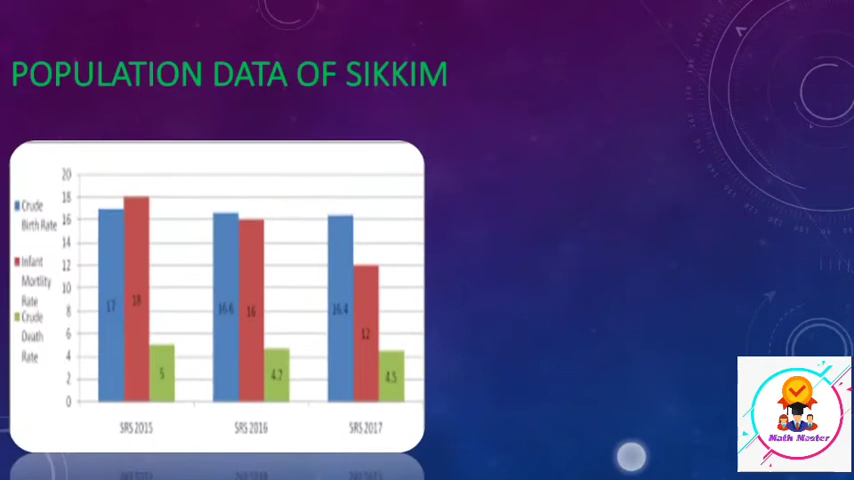 POPULATION DATA OF SIKKIM
20
18
16
14
12
10
8
6
4
2
0
Crude
Birth Rate
Infant
Mortlity
Rate
Crude
Death
Rate
17
18
5
16.6
16
4.7
16.4
12
4.5
SRS 2015
SRS 2016
SRS 2017
Math Master